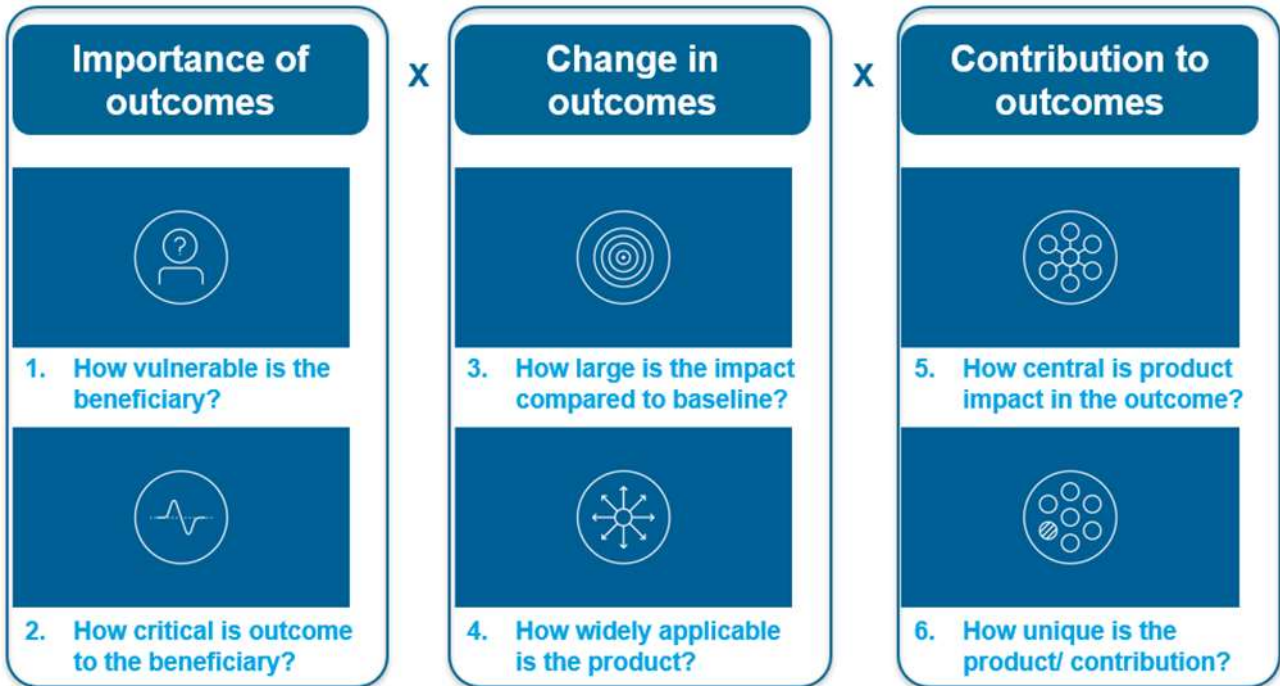 Importance of
outcomes
X
Change in
outcomes
X
Contribution to
outcomes
?
1. How vulnerable is the
beneficiary?
2. How critical is outcome
to the beneficiary?
3. How large is the impact
compared to baseline?
4. How widely applicable
is the product?
5. How central is product
impact in the outcome?
6. How unique is the
product/ contribution?